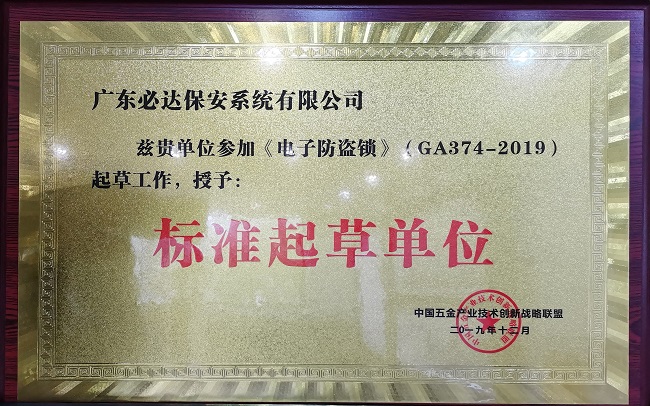 广东必达保安系统有限公司
兹贵单位参加《电子防盗锁》（GA374-2019）
起草工作，授予：
标准起草单位
中国五金产业技术创新战略联盟
二〇一九年十二月